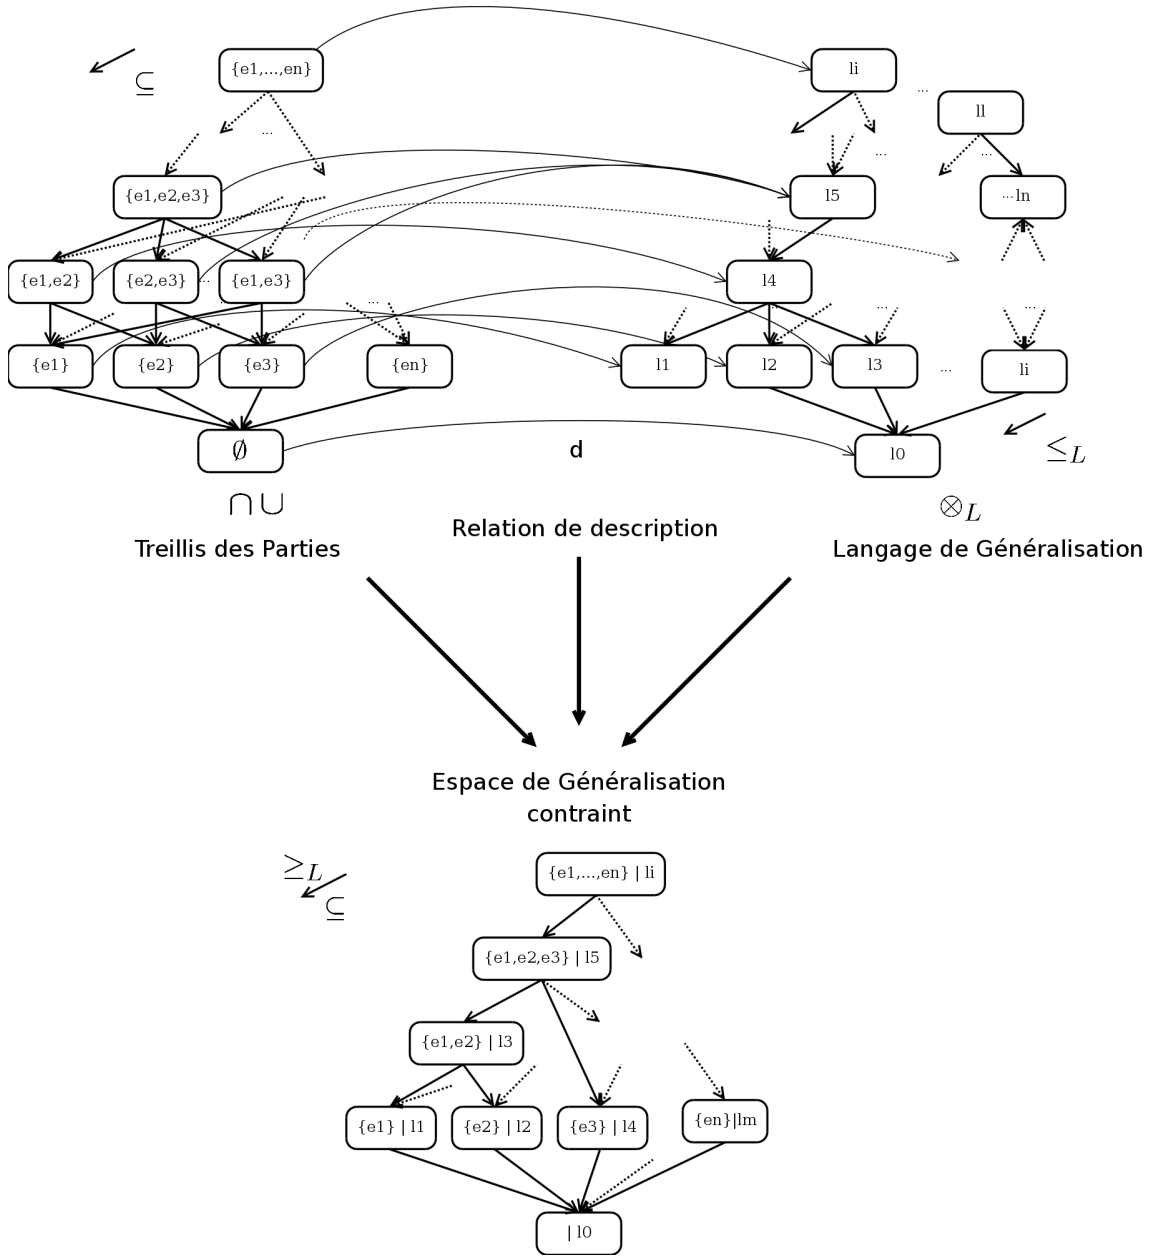 ⊆
{e1,...,en}
li
...
ll
...
...
...
{e1,e2,e3}
l5
...ln
{e1,e2}
{e2,e3}
...
{e1,e3}
l4
...
...
...
{e1}
{e2}
{e3}
{en}
l1
l2
l3
...
li
∅
d
l0
≤L
∩ ∪
⊗L
Treillis des Parties
Relation de description
Langage de Généralisation
Espace de Généralisation
contraint
≥L
⊆
{e1,...,en} | li
{e1,e2,e3} | l5
{e1,e2} | l3
{e1} | l1
{e2} | l2
{e3} | l4
{en}|lm
| l0